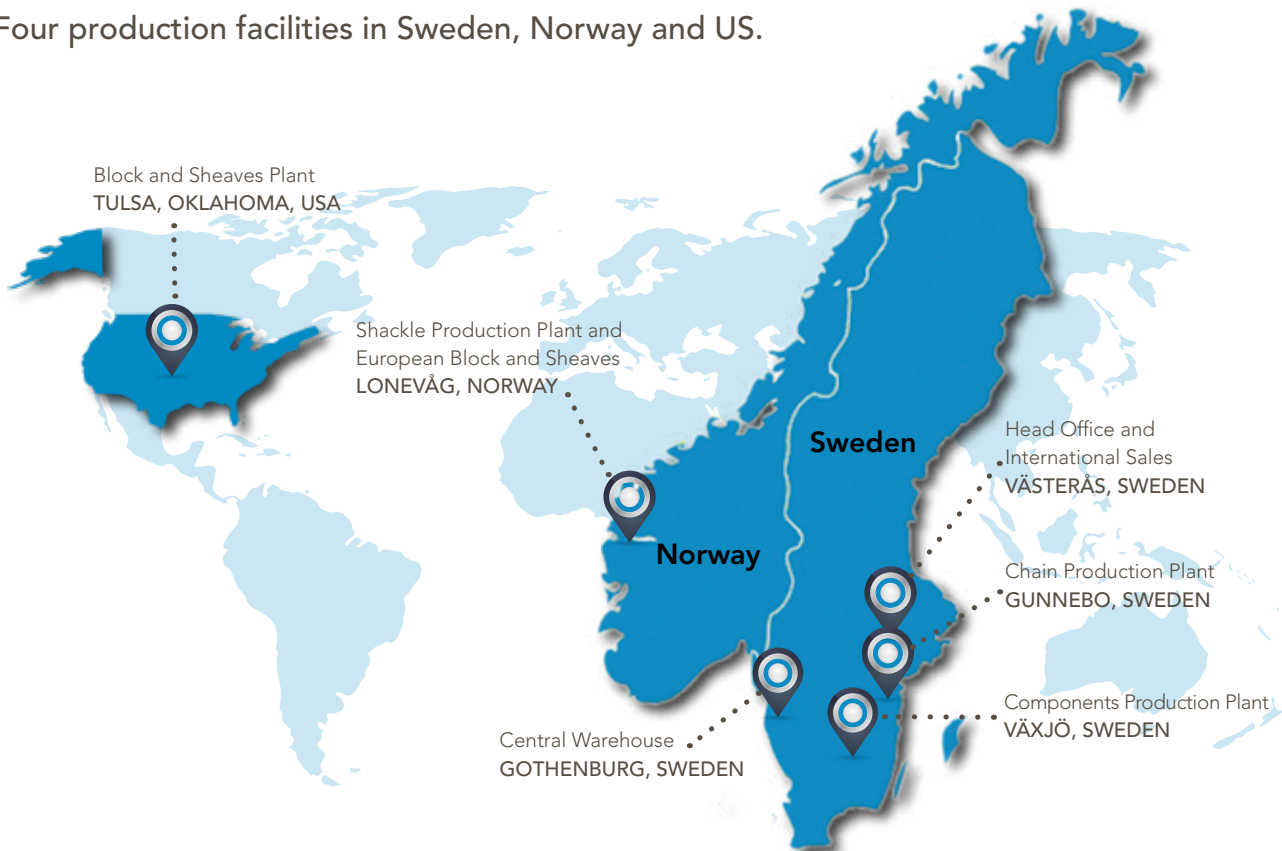 Four production facilities in Sweden, Norway and US.
Block and Sheaves Plant
TULSA, OKLAHOMA, USA
Shackle Production Plant and
European Block and Sheaves
LONEVÅG, NORWAY
Sweden
Head Office and
International Sales
VÄSTERÅS, SWEDEN
Norway
Chain Production Plant
GUNNEBO, SWEDEN
Components Production Plant
VÄXJÖ, SWEDEN
Central Warehouse
GOTHENBURG, SWEDEN